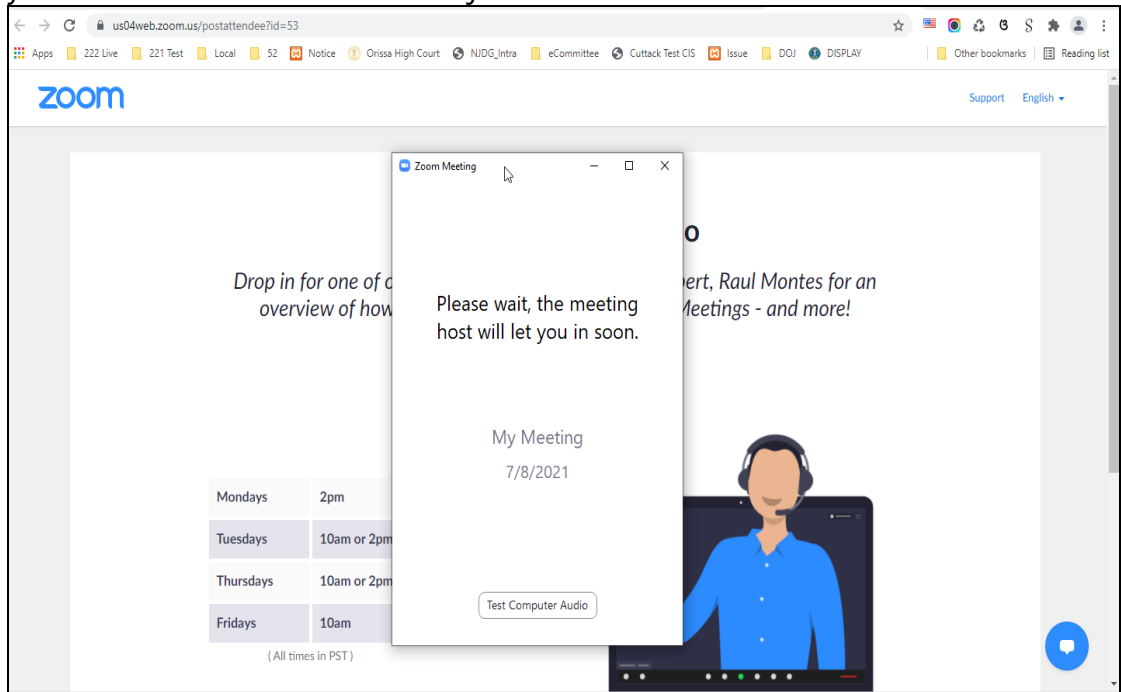 us04web.zoom.us/postattendee?id=53
Apps 222 Live 221 Test Local 52 Notice Orissa High Court NJDG_Intra eCommittee Cuttack Test CIS Issue DOJ DISPLAY Other bookmarks Reading list
zoom
Support English
Zoom Meeting
o
Drop in for one of o
pert, Raul Montes for an
overview of how
Meetings - and more!
Please wait, the meeting
host will let you in soon.
My Meeting
7/8/2021
Mondays 2pm
Tuesdays 10am or 2pm
Thursdays 10am or 2pm
Fridays 10am
( All times in PST )
Test Computer Audio